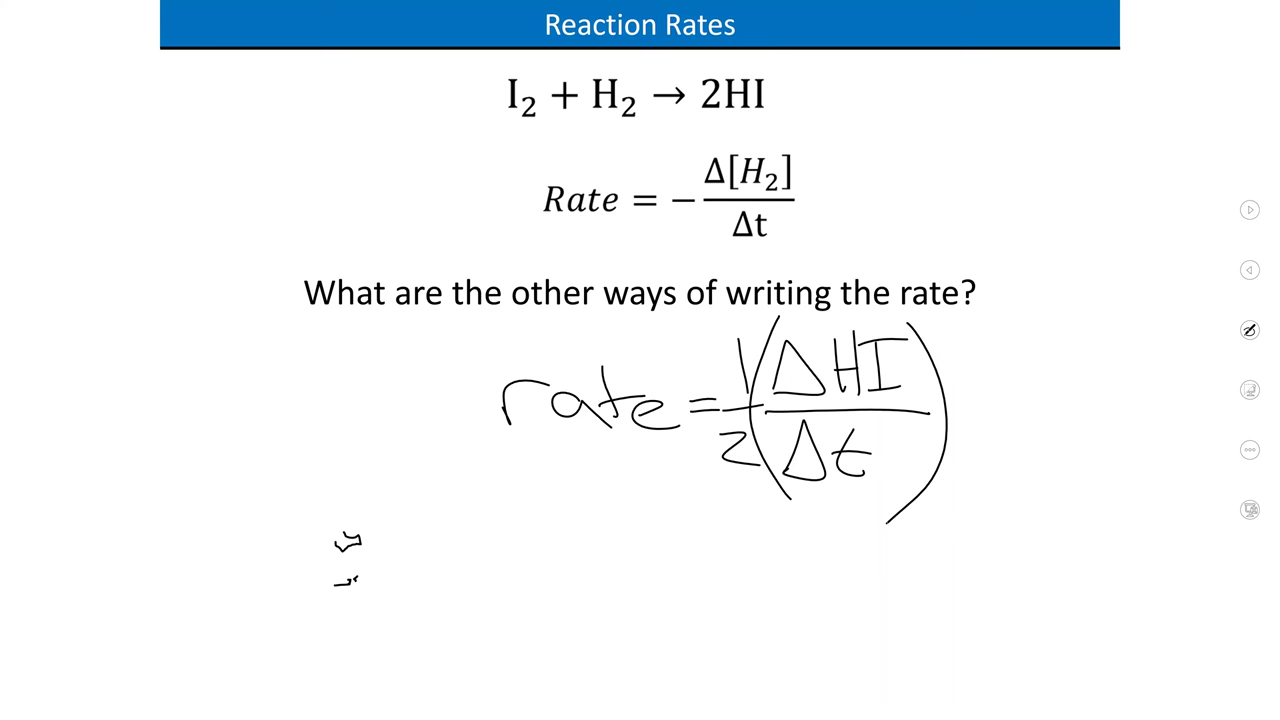 Reaction Rates
I₂ + H₂ → 2HI
Rate = − Δ[H₂] / Δt
What are the other ways of writing the rate?
rate = 1/2 (ΔHI / Δt)